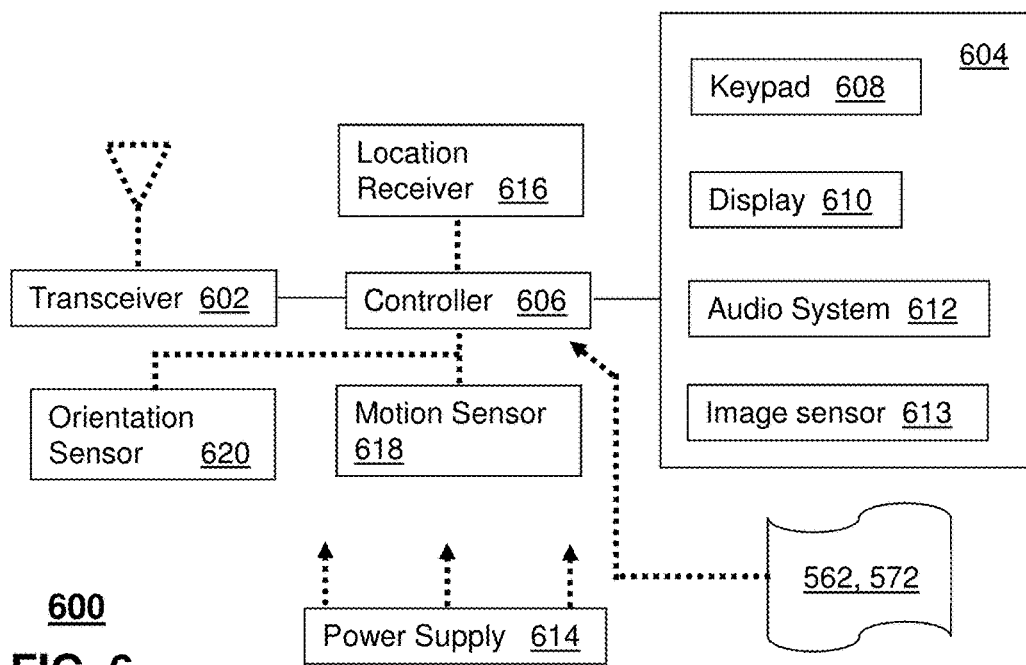 604
Keypad 608
Location
Receiver 616
Display 610
Transceiver 602
Controller 606
Audio System 612
Orientation
Sensor 620
Motion Sensor
618
Image sensor 613
562, 572
600
Power Supply 614
FIG. 6